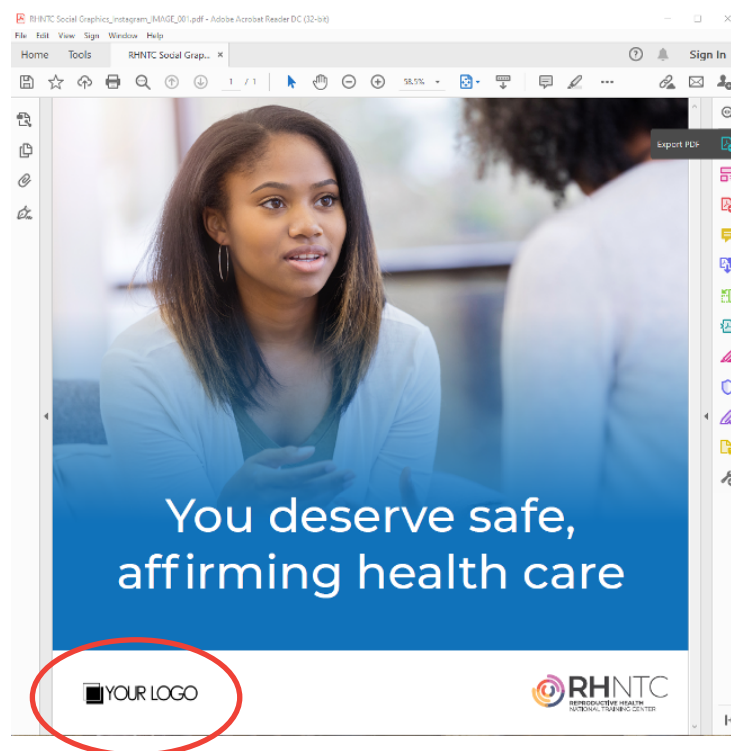 RHNTC Social Graphics_Instagram_IMAGE_001.pdf - Adobe Acrobat Reader DC (32-bit)
File Edit View Sign Window Help
Home Tools RHNTC Social Grap... × Sign In
1 / 1 58.5%
Export PDF
You deserve safe,
affirming health care
YOUR LOGO
RHNTC
REPRODUCTIVE HEALTH
NATIONAL TRAINING CENTER